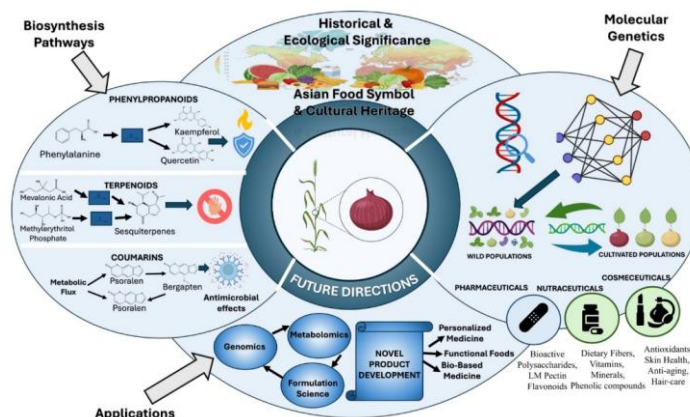 Biosynthesis
Pathways
Historical &
Ecological Significance
Molecular
Genetics
Asian Food Symbol
& Cultural Heritage
PHENYLPROPANOIDS
Phenylalanine
Kaempferol
Quercetin
TERPENOIDS
Mevalonic Acid
Methylerythritol
Phosphate
Sesquiterpenes
COUMARINS
Metabolic
Flux
Psoralen
Psoralen
Bergapten
Antimicrobial
effects
WILD POPULATIONS
CULTIVATED POPULATIONS
FUTURE DIRECTIONS
PHARMACEUTICALS
NUTRACEUTICALS
COSMECEUTICALS
Bioactive
Polysaccharides,
LM Pectin
Flavonoids
Dietary Fibers,
Vitamins,
Minerals,
Phenolic compounds
Antioxidants
Skin Health,
Anti-aging,
Hair-care
Genomics
Metabolomics
Formulation
Science
NOVEL
PRODUCT
DEVELOPMENT
Personalized
Medicine
Functional Foods
Bio-Based
Medicine
Applications